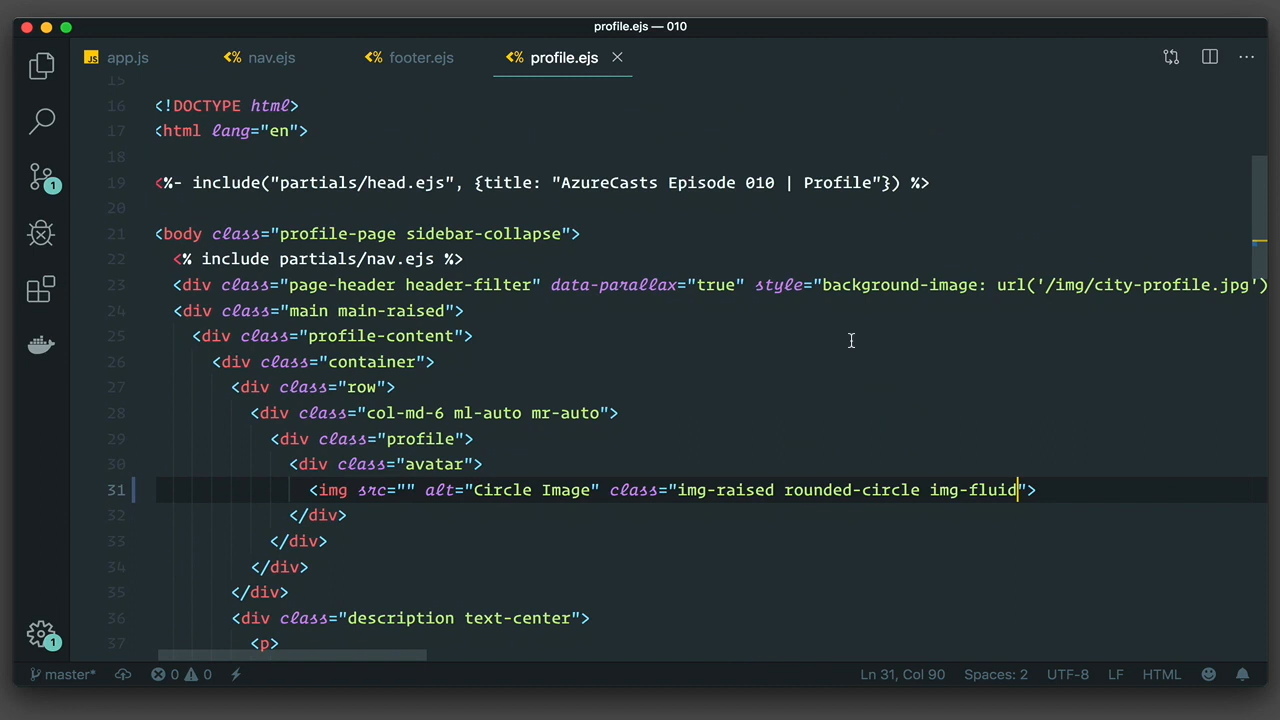 profile.ejs — 010
JS app.js <% nav.ejs <% footer.ejs <% profile.ejs
15
16 <!DOCTYPE html>
17 <html lang="en">
18
19 <%- include("partials/head.ejs", {title: "AzureCasts Episode 010 | Profile"}) %>
20
21 <body class="profile-page sidebar-collapse">
22 <% include partials/nav.ejs %>
23 <div class="page-header header-filter" data-parallax="true" style="background-image: url('/img/city-profile.jpg')
24 <div class="main main-raised">
25 <div class="profile-content">
26 <div class="container">
27 <div class="row">
28 <div class="col-md-6 ml-auto mr-auto">
29 <div class="profile">
30 <div class="avatar">
31 <img src="" alt="Circle Image" class="img-raised rounded-circle img-fluid">
32 </div>
33 </div>
34 </div>
35 </div>
36 <div class="description text-center">
37 <p>
1
1
master* 0 0 Ln 31, Col 90 Spaces: 2 UTF-8 LF HTML